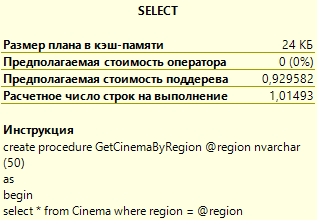 SELECT
Размер плана в кэш-памяти 24 КБ
Предполагаемая стоимость оператора 0 (0%)
Предполагаемая стоимость поддерева 0,929582
Расчетное число строк на выполнение 1,01493
Инструкция
create procedure GetCinemaByRegion @region nvarchar
(50)
as
begin
select * from Cinema where region = @region